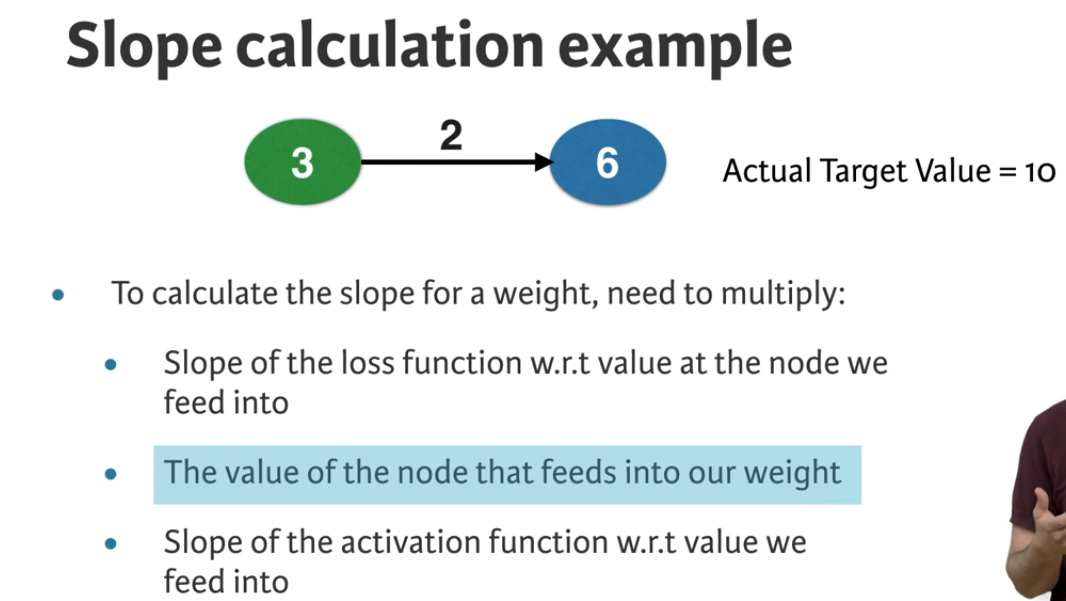 Slope calculation example
2
3
6
Actual Target Value = 10
• To calculate the slope for a weight, need to multiply:
• Slope of the loss function w.r.t value at the node we
feed into
• The value of the node that feeds into our weight
• Slope of the activation function w.r.t value we
feed into